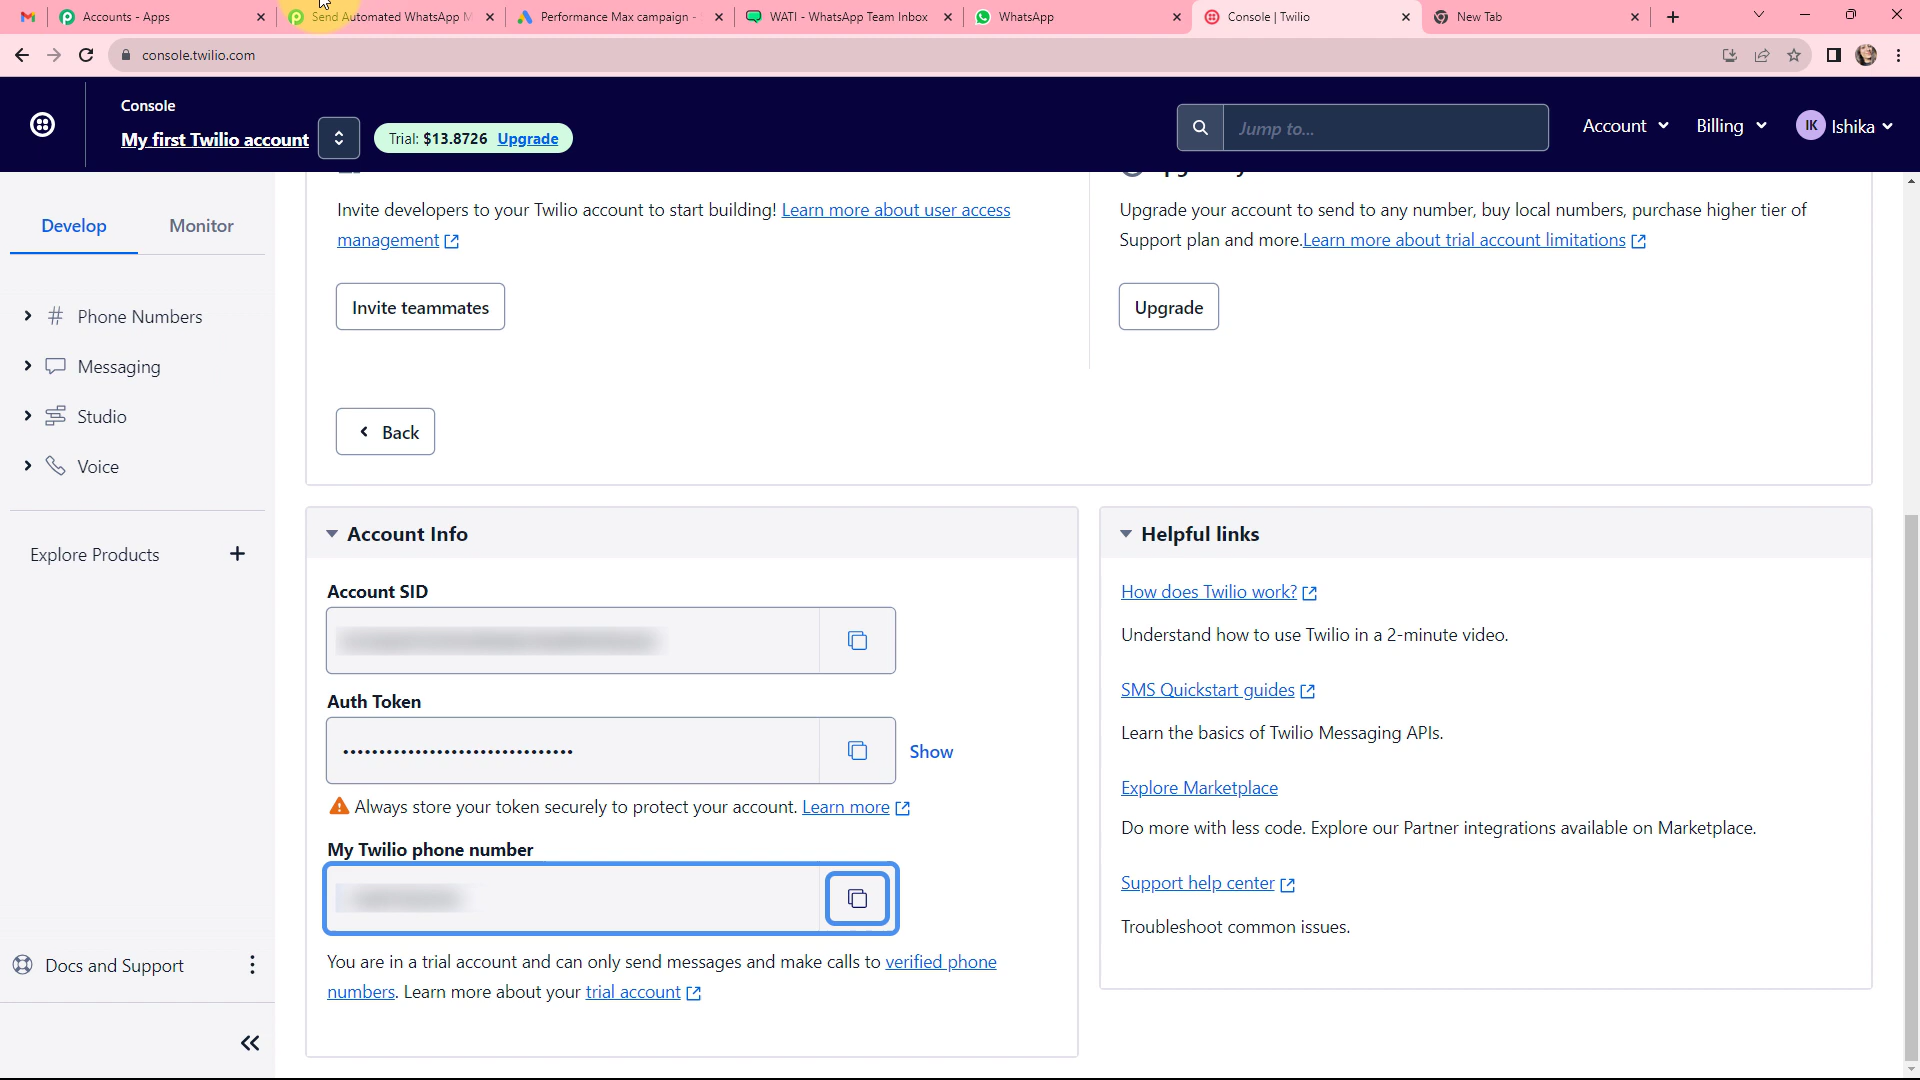 Accounts - Apps
Send Automated WhatsApp M
Performance Max campaign -
WATI - WhatsApp Team Inbox
WhatsApp
Console | Twilio
New Tab
console.twilio.com
Console
My first Twilio account
Trial: $13.8726 Upgrade
Jump to...
Account
Billing
IK Ishika
Develop
Monitor
Phone Numbers
Messaging
Studio
Voice
Explore Products
Docs and Support
Invite developers to your Twilio account to start building! Learn more about user access
management
Invite teammates
Upgrade your account to send to any number, buy local numbers, purchase higher tier of
Support plan and more.Learn more about trial account limitations
Upgrade
Back
Account Info
Account SID
Auth Token
Show
Always store your token securely to protect your account. Learn more
My Twilio phone number
You are in a trial account and can only send messages and make calls to verified phone
numbers. Learn more about your trial account
Helpful links
How does Twilio work?
Understand how to use Twilio in a 2-minute video.
SMS Quickstart guides
Learn the basics of Twilio Messaging APIs.
Explore Marketplace
Do more with less code. Explore our Partner integrations available on Marketplace.
Support help center
Troubleshoot common issues.